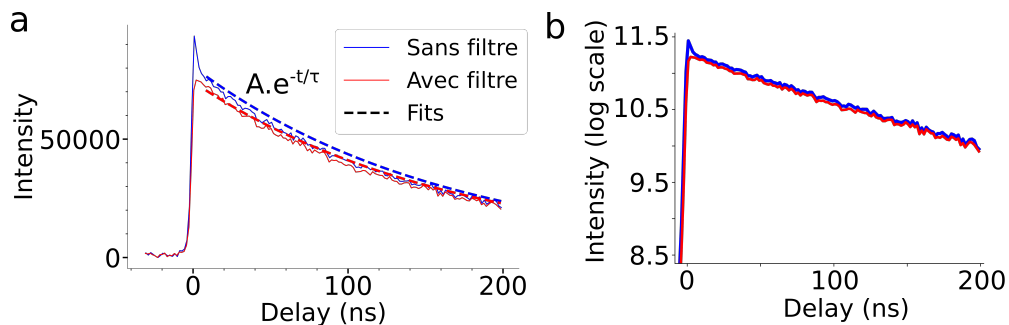 a
Intensity
50000
0
0
100
200
Delay (ns)
A.e-t/τ
Sans filtre
Avec filtre
Fits
b
Intensity (log scale)
11.5
10.5
9.5
8.5
0
100
200
Delay (ns)